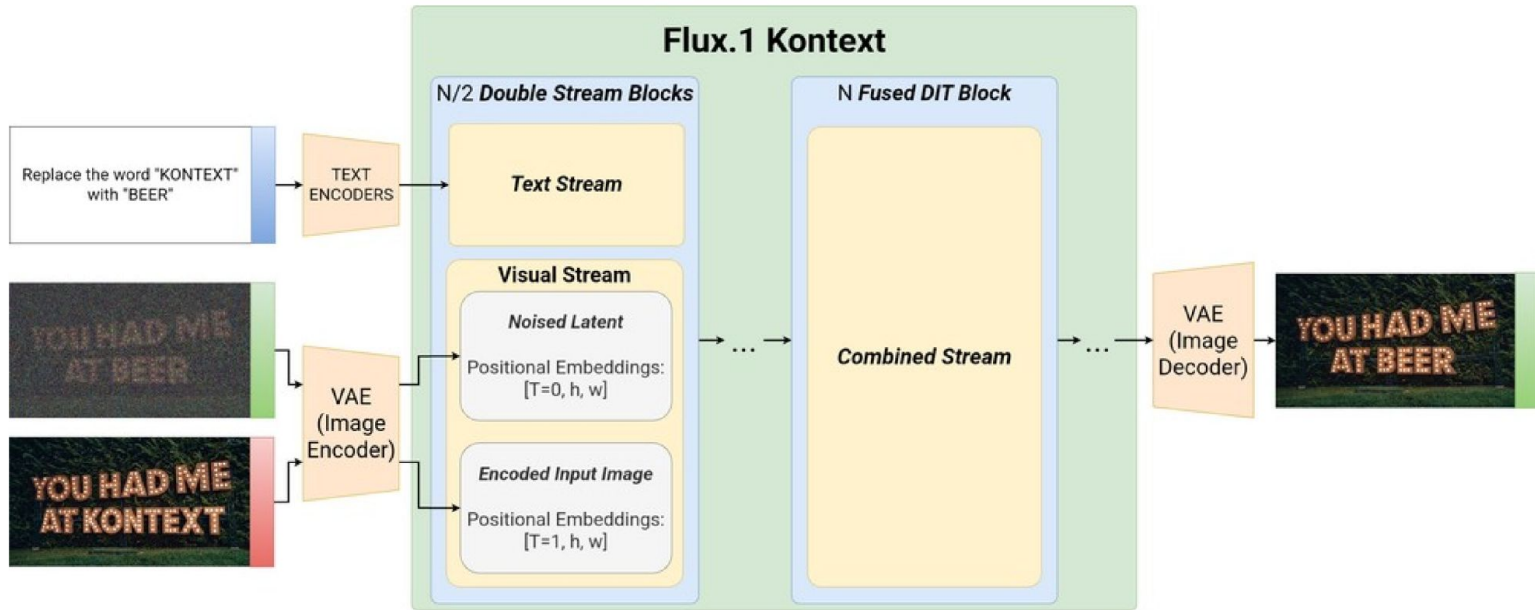 Flux.1 Kontext
N/2 Double Stream Blocks
N Fused DIT Block
Replace the word "KONTEXT"
with "BEER"
TEXT
ENCODERS
Text Stream
Visual Stream
Noised Latent
Positional Embeddings:
[T=0, h, w]
YOU HAD ME
AT BEER
VAE
(Image
Encoder)
YOU HAD ME
AT KONTEXT
Encoded Input Image
Positional Embeddings:
[T=1, h, w]
...
Combined Stream
...
VAE
(Image
Decoder)
YOU HAD ME
AT BEER